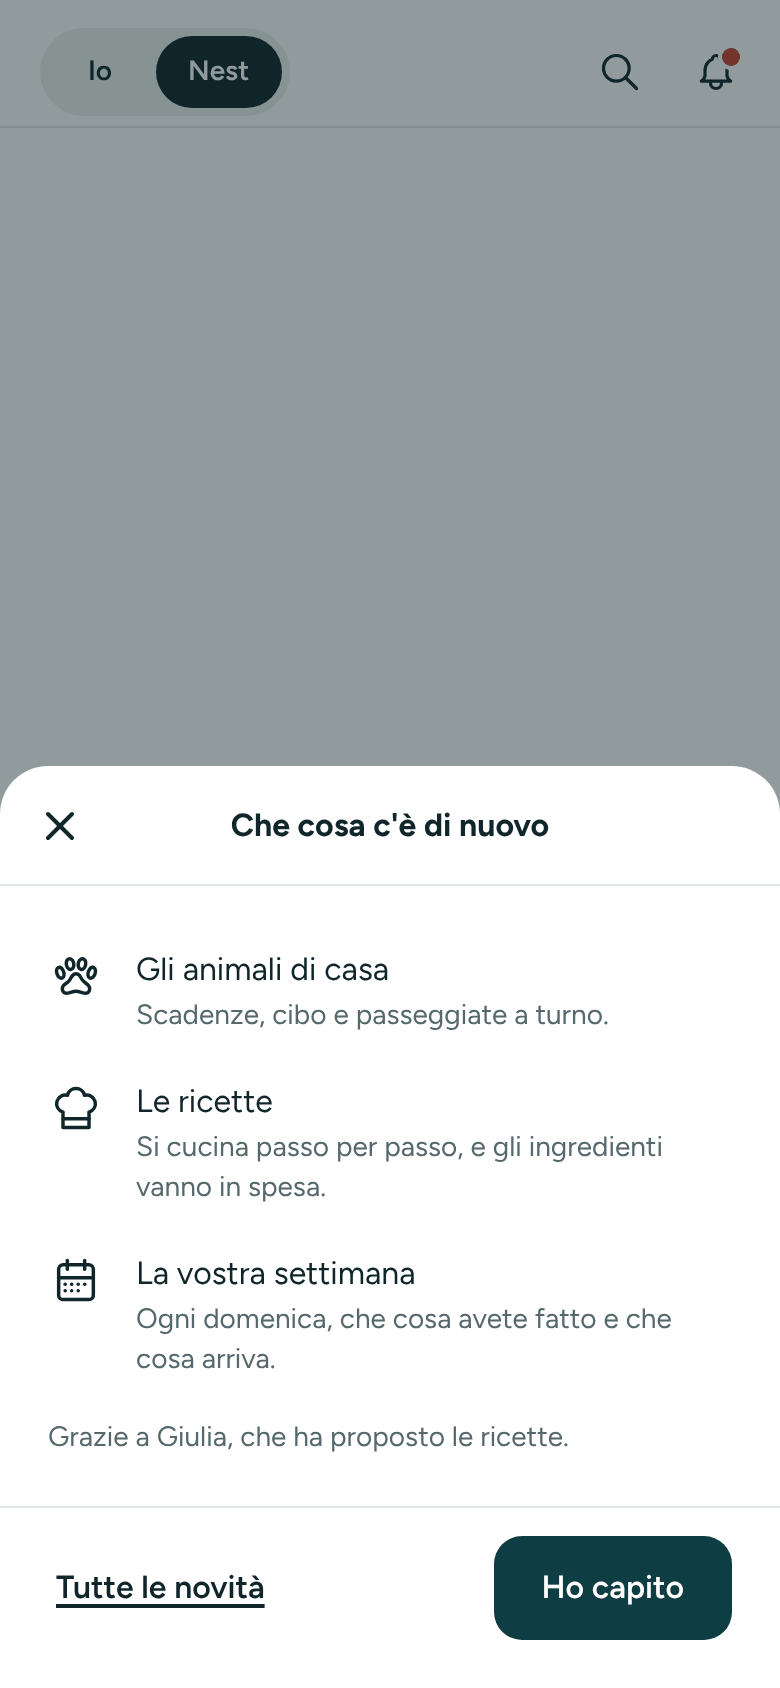 Io
Nest
Che cosa c'è di nuovo
Gli animali di casa
Scadenze, cibo e passeggiate a turno.
Le ricette
Si cucina passo per passo, e gli ingredienti
vanno in spesa.
La vostra settimana
Ogni domenica, che cosa avete fatto e che
cosa arriva.
Grazie a Giulia, che ha proposto le ricette.
Tutte le novità
Ho capito